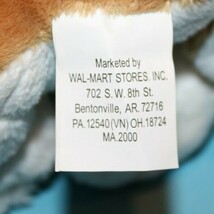 Marketed by
WAL-MART STORES. INC.
702 S.W. 8th St.
Bentonville, AR. 72716
PA.12540(VN)OH.18724
MA.2000